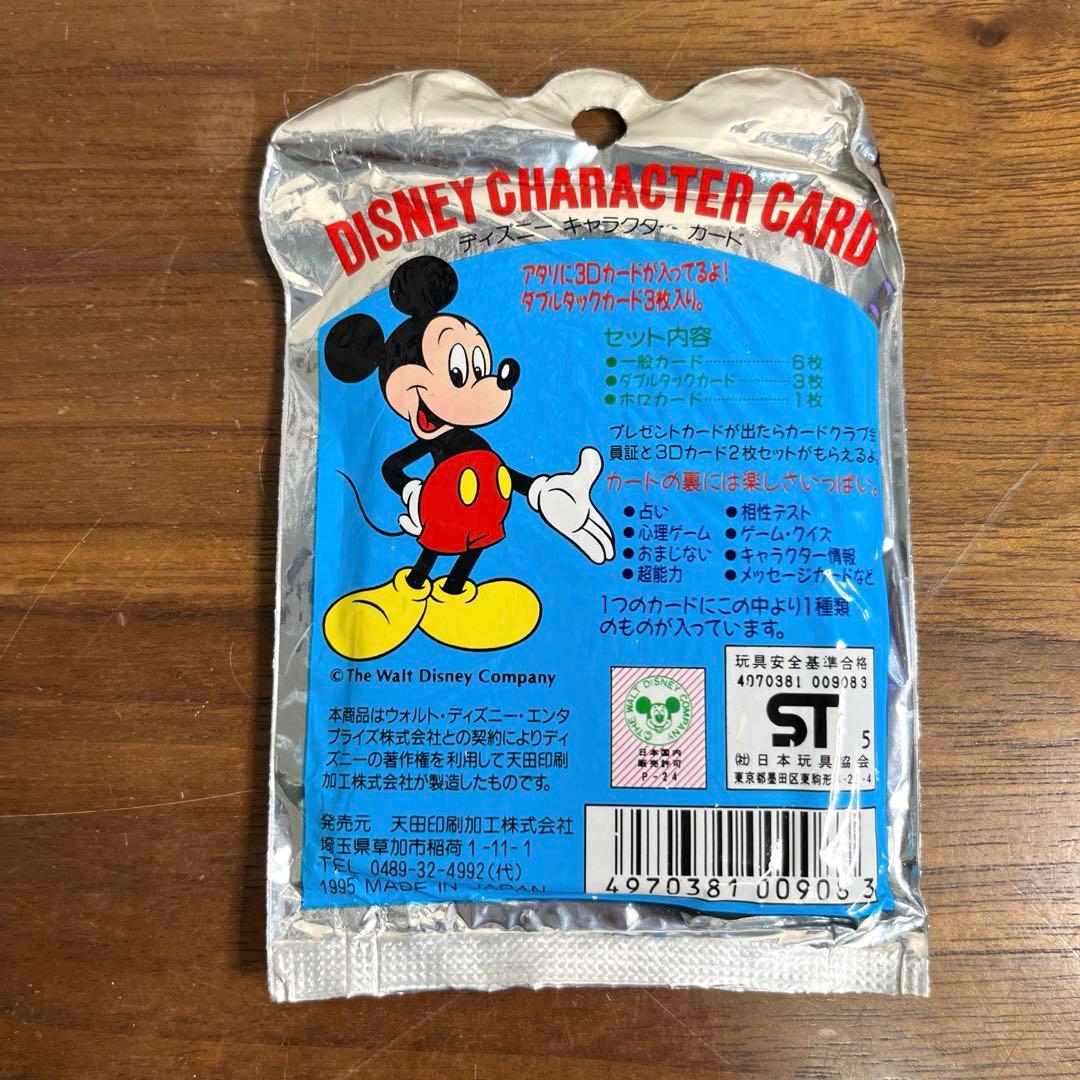 DISNEY CHARACTER CARD
ディズニー キャラクター カード
アタリに3Dカードが入ってるよ!
ダブルタックカード3枚入り。
セット内容
●一般カード……………… 6枚
●ダブルタックカード………… 3枚
●ホロカード……………… 1枚
プレゼントカードが出たらカードクラブ会
員証と3Dカード2枚セットがもらえるよ
カードの裏には楽しさいっぱい。
●占い ●相性テスト
●心理ゲーム ●ゲーム・クイズ
●おまじない ●キャラクター情報
●超能力 ●メッセージカードなど
1つのカードにこの中より1種類
のものが入っています。
© The Walt Disney Company
本商品はウォルト・ディズニー・エンタ
プライズ株式会社との契約によりディ
ズニーの著作権を利用して天田印刷
加工株式会社が製造したものです。
発売元 天田印刷加工株式会社
埼玉県草加市稲荷1-11-1
TEL 0489-32-4992(代)
1995 MADE IN JAPAN
©THE WALT DISNEY COMPANY
日本国内
販売許可
P-24
玩具安全基準合格
4970381 009083
ST 5
(社)日本玩具協会
東京都墨田区東駒形
4970381 009083